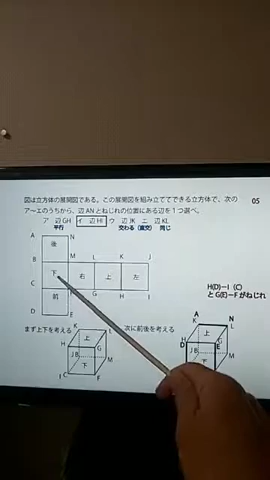 図は立方体の展開図である。この展開図を組み立ててできる立方体で、次の
ア～エのうちから、辺ANとねじれの位置にある辺を1つ選べ。
05
ア 辺GH イ 辺HI ウ 辺JK エ 辺KL
平行 交わる(直交) 同じ
A N
後
B M L K J
下 右 上 左
C G H I
前
D E
H(D)ーI (C)
とG(E)ーFがねじれ
まず上下を考える
次に前後を考える
K L
上
H G
J B M
下
I C F
A
K N
L
上
H G
D E
J B M
下